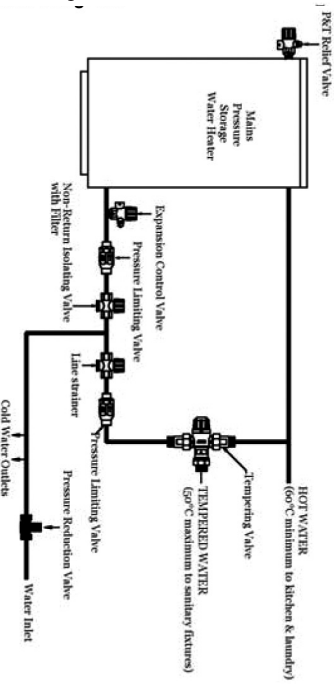 P&T Relief Valve
Mains
Pressure
Storage
Water Heater
HOT WATER
(60°C minimum to kitchen & laundry)
Tempering Valve
TEMPERED WATER
(50°C maximum to sanitary fixtures)
Expansion Control Valve
Pressure Limiting Valve
Non-Return Isolating Valve
with Filter
Line strainer
Pressure Limiting Valve
Cold Water Outlets
Pressure Reduction Valve
Water Inlet